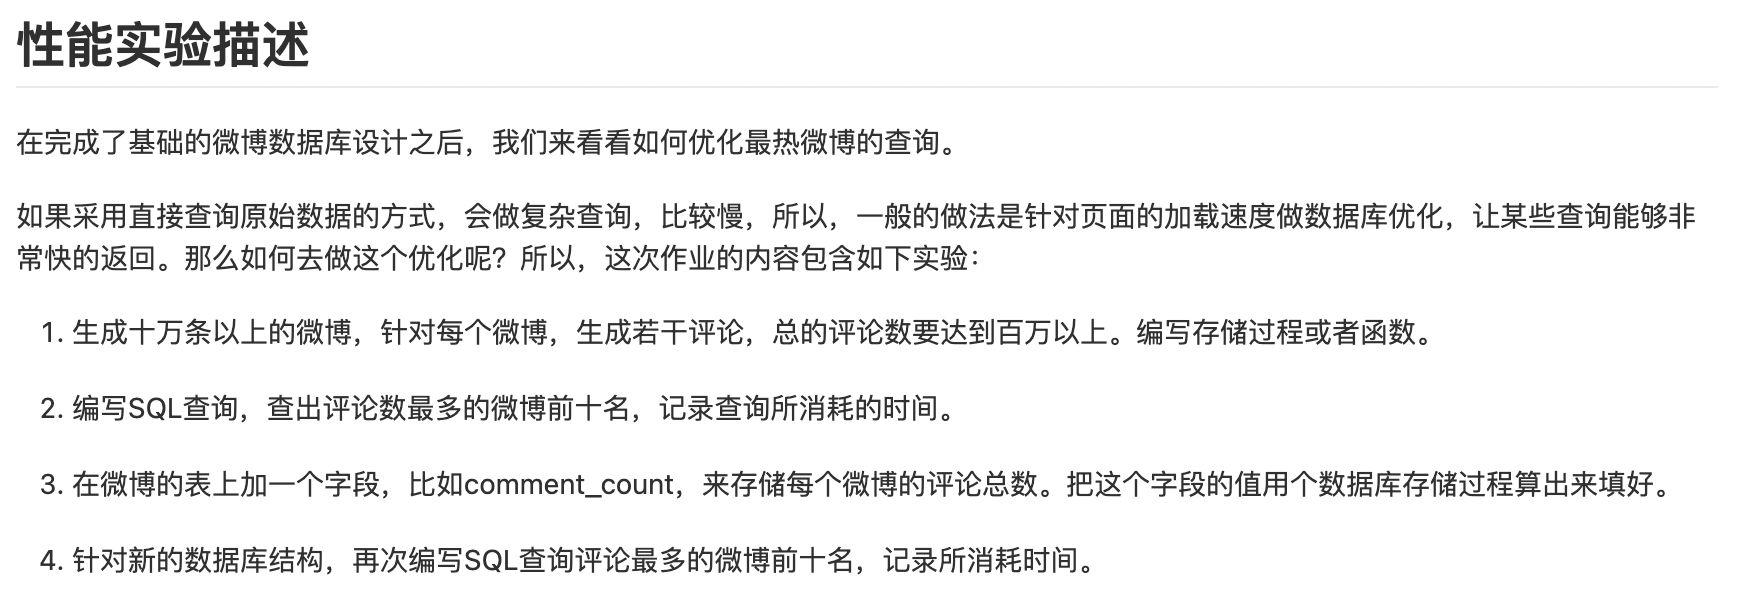 性能实验描述
在完成了基础的微博数据库设计之后，我们来看看如何优化最热微博的查询。
如果采用直接查询原始数据的方式，会做复杂查询，比较慢，所以，一般的做法是针对页面的加载速度做数据库优化，让某些查询能够非
常快的返回。那么如何去做这个优化呢？所以，这次作业的内容包含如下实验：
1. 生成十万条以上的微博，针对每个微博，生成若干评论，总的评论数要达到百万以上。编写存储过程或者函数。
2. 编写SQL查询，查出评论数最多的微博前十名，记录查询所消耗的时间。
3. 在微博的表上加一个字段，比如comment_count，来存储每个微博的评论总数。把这个字段的值用个数据库存储过程算出来填好。
4. 针对新的数据库结构，再次编写SQL查询评论最多的微博前十名，记录所消耗时间。